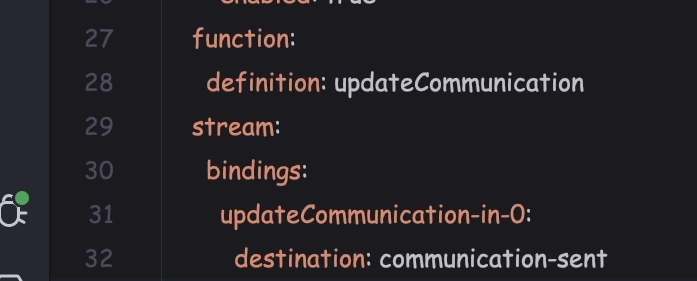 27 function:
28 definition: updateCommunication
29 stream:
30 bindings:
31 updateCommunication-in-0:
32 destination: communication-sent